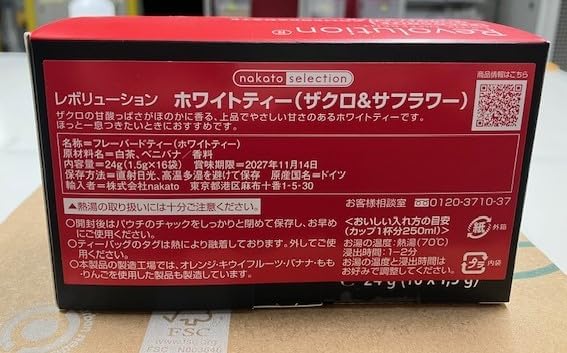 Revolution®
nakato selection
商品情報はこちら
レボリューション ホワイトティー(ザクロ&サフラワー)
ザクロの甘酸っぱさがほのかに香る、上品でやさしい甘さのあるホワイトティーです。
ほっと一息つきたいときにおすすめです。
名称=フレーバードティー(ホワイトティー)
原材料名=白茶、ベニバナ/香料
内容量=24g(1.5g×16袋) 賞味期限=2027年11月14日
保存方法=直射日光、高温多湿を避けて保存 原産国名=ドイツ
輸入者=株式会社nakato 東京都港区麻布十番1-5-30
▲熱湯の取り扱いには十分ご注意ください。
お客様相談室 0120-3710-37
○開封後はパウチのチャックをしっかりと閉めて保存し、お早めにご使用ください。
○ティーバッグのタグは熱により融着しております。外してご使用ください。
○本製品の製造工場では、オレンジ・キウイフルーツ・バナナ・もも・りんごを使用した製品も製造しています。
<おいしい入れ方の目安
(カップ1杯分250ml)>
お湯の温度:熱湯(70℃)
浸出時間:1-2分
お湯の温度と浸出時間は
お好みで調整してください。
紙 外箱
プラ 内袋
FSC
www.fsc.org